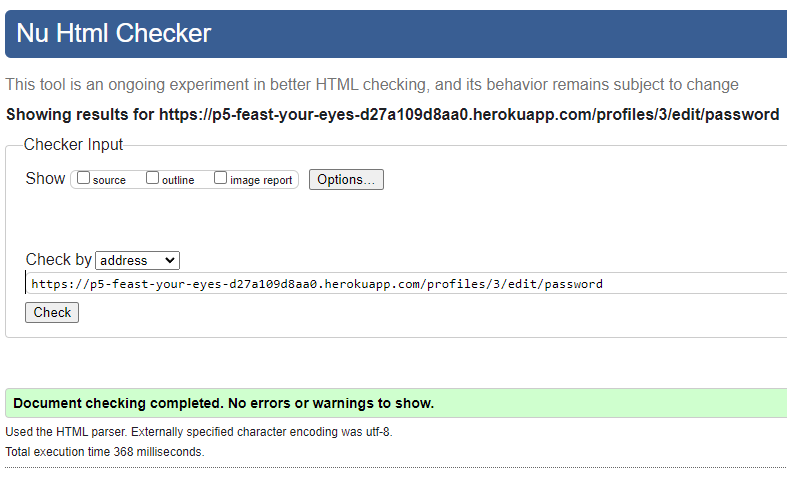 Nu Html Checker
This tool is an ongoing experiment in better HTML checking, and its behavior remains subject to change
Showing results for https://p5-feast-your-eyes-d27a109d8aa0.herokuapp.com/profiles/3/edit/password
Checker Input
Show source outline image report Options...
Check by address
https://p5-feast-your-eyes-d27a109d8aa0.herokuapp.com/profiles/3/edit/password
Check
Document checking completed. No errors or warnings to show.
Used the HTML parser. Externally specified character encoding was utf-8.
Total execution time 368 milliseconds.